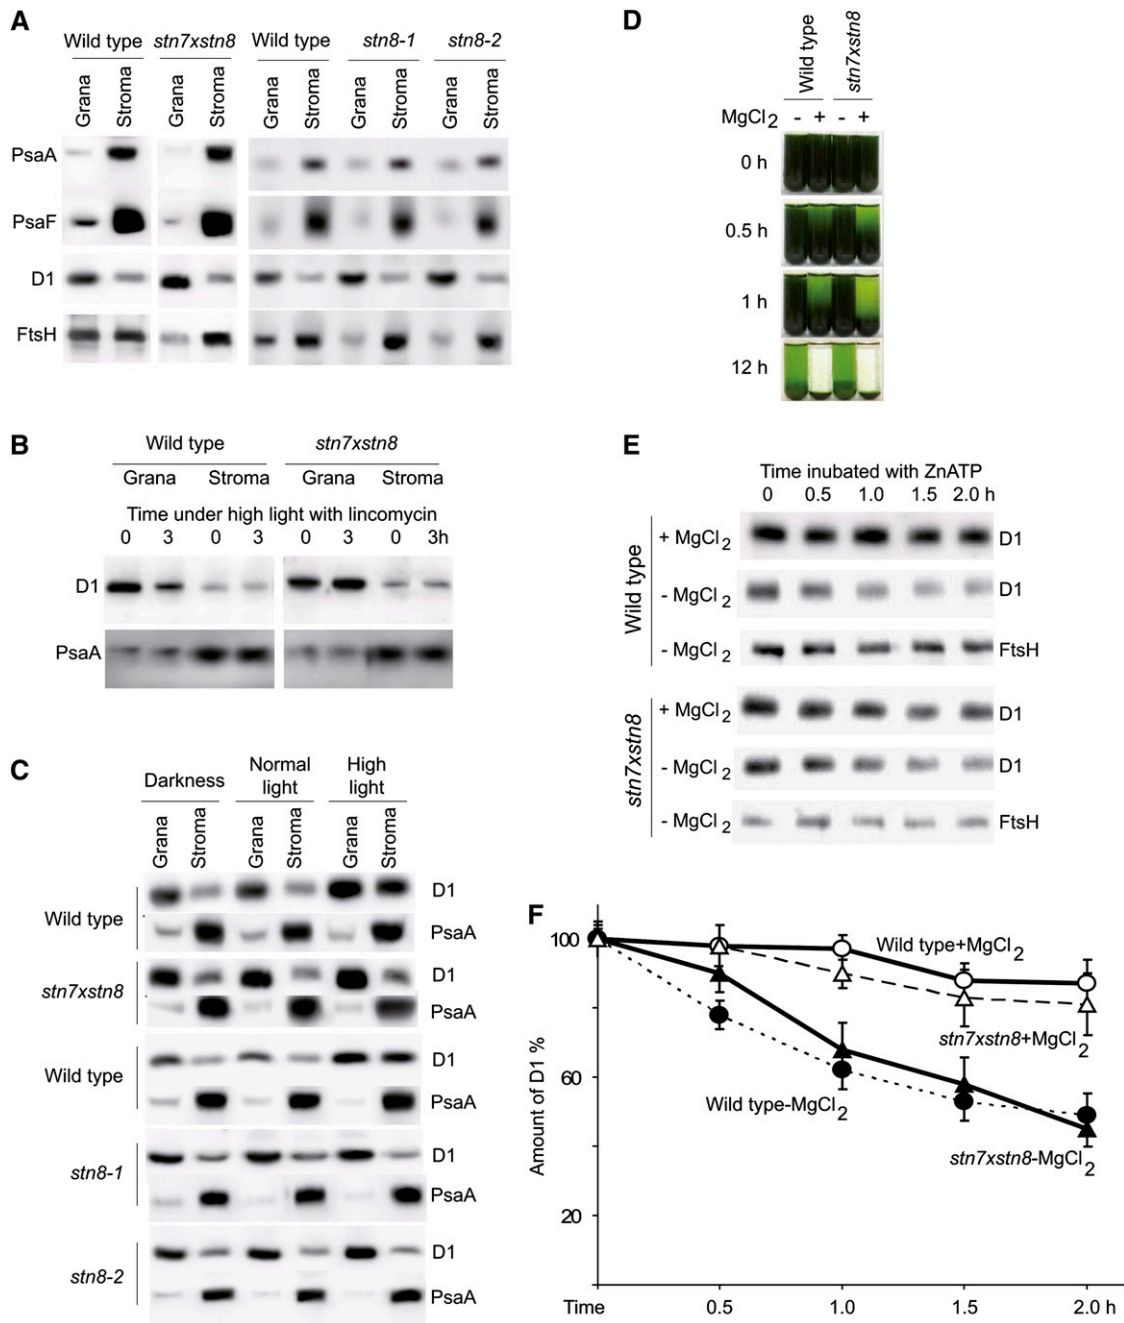 A
Wild type stn7xstn8 Wild type stn8-1 stn8-2
Grana Stroma Grana Stroma Grana Stroma Grana Stroma Grana Stroma
PsaA
PsaF
D1
FtsH
B
Wild type stn7xstn8
Grana Stroma Grana Stroma
Time under high light with lincomycin
0 3 0 3 0 3 0 3h
D1
PsaA
C
Darkness Normal light High light
Grana Stroma Grana Stroma Grana Stroma
Wild type D1
PsaA
stn7xstn8 D1
PsaA
Wild type D1
PsaA
stn8-1 D1
PsaA
stn8-2 D1
PsaA
D
Wild type stn7xstn8
MgCl2 - + - +
0 h
0.5 h
1 h
12 h
E
Time inubated with ZnATP
0 0.5 1.0 1.5 2.0 h
Wild type
+ MgCl2 D1
- MgCl2 D1
- MgCl2 FtsH
stn7xstn8
+ MgCl2 D1
- MgCl2 D1
- MgCl2 FtsH
F
Amount of D1 %
100
60
20
Wild type+MgCl2
stn7xstn8+MgCl2
Wild type-MgCl2
stn7xstn8-MgCl2
Time 0.5 1.0 1.5 2.0 h